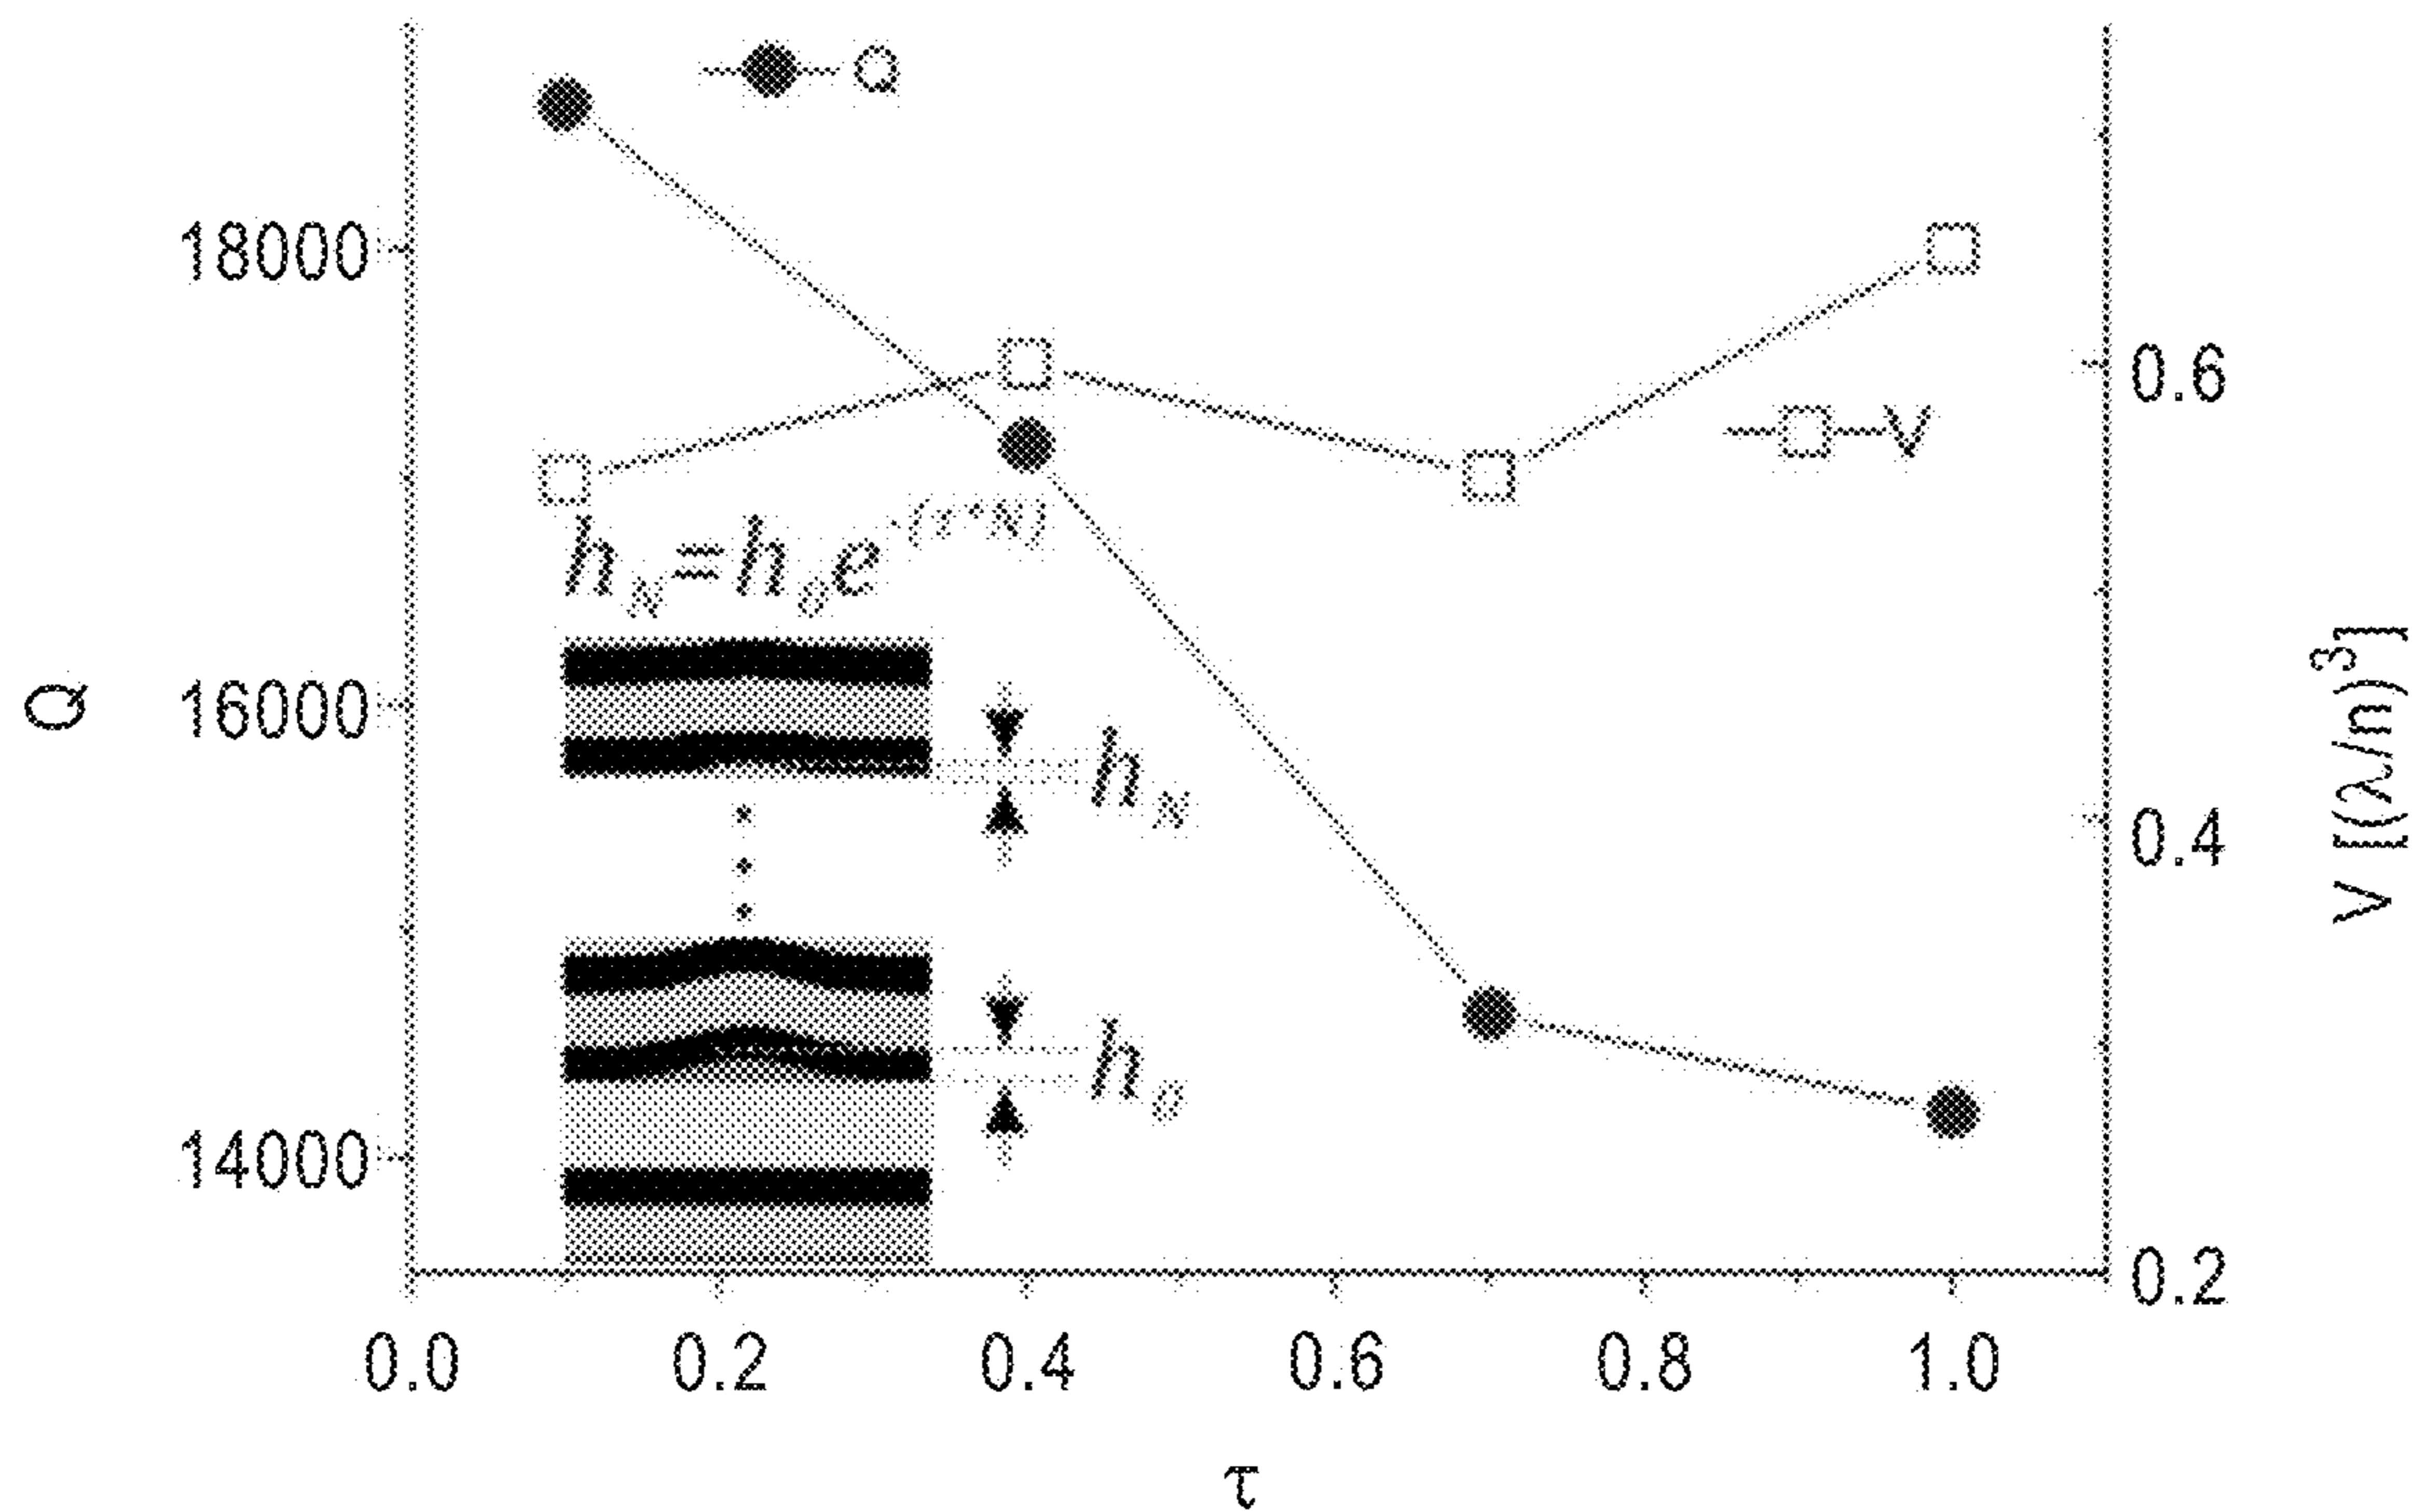 Q
18000
0.6
V
h_N=h_0e^-(τ*N)
Q
16000
V [(λ/n)^3]
h_N
0.4
h_0
14000
0.2
0.0 0.2 0.4 0.6 0.8 1.0
τ